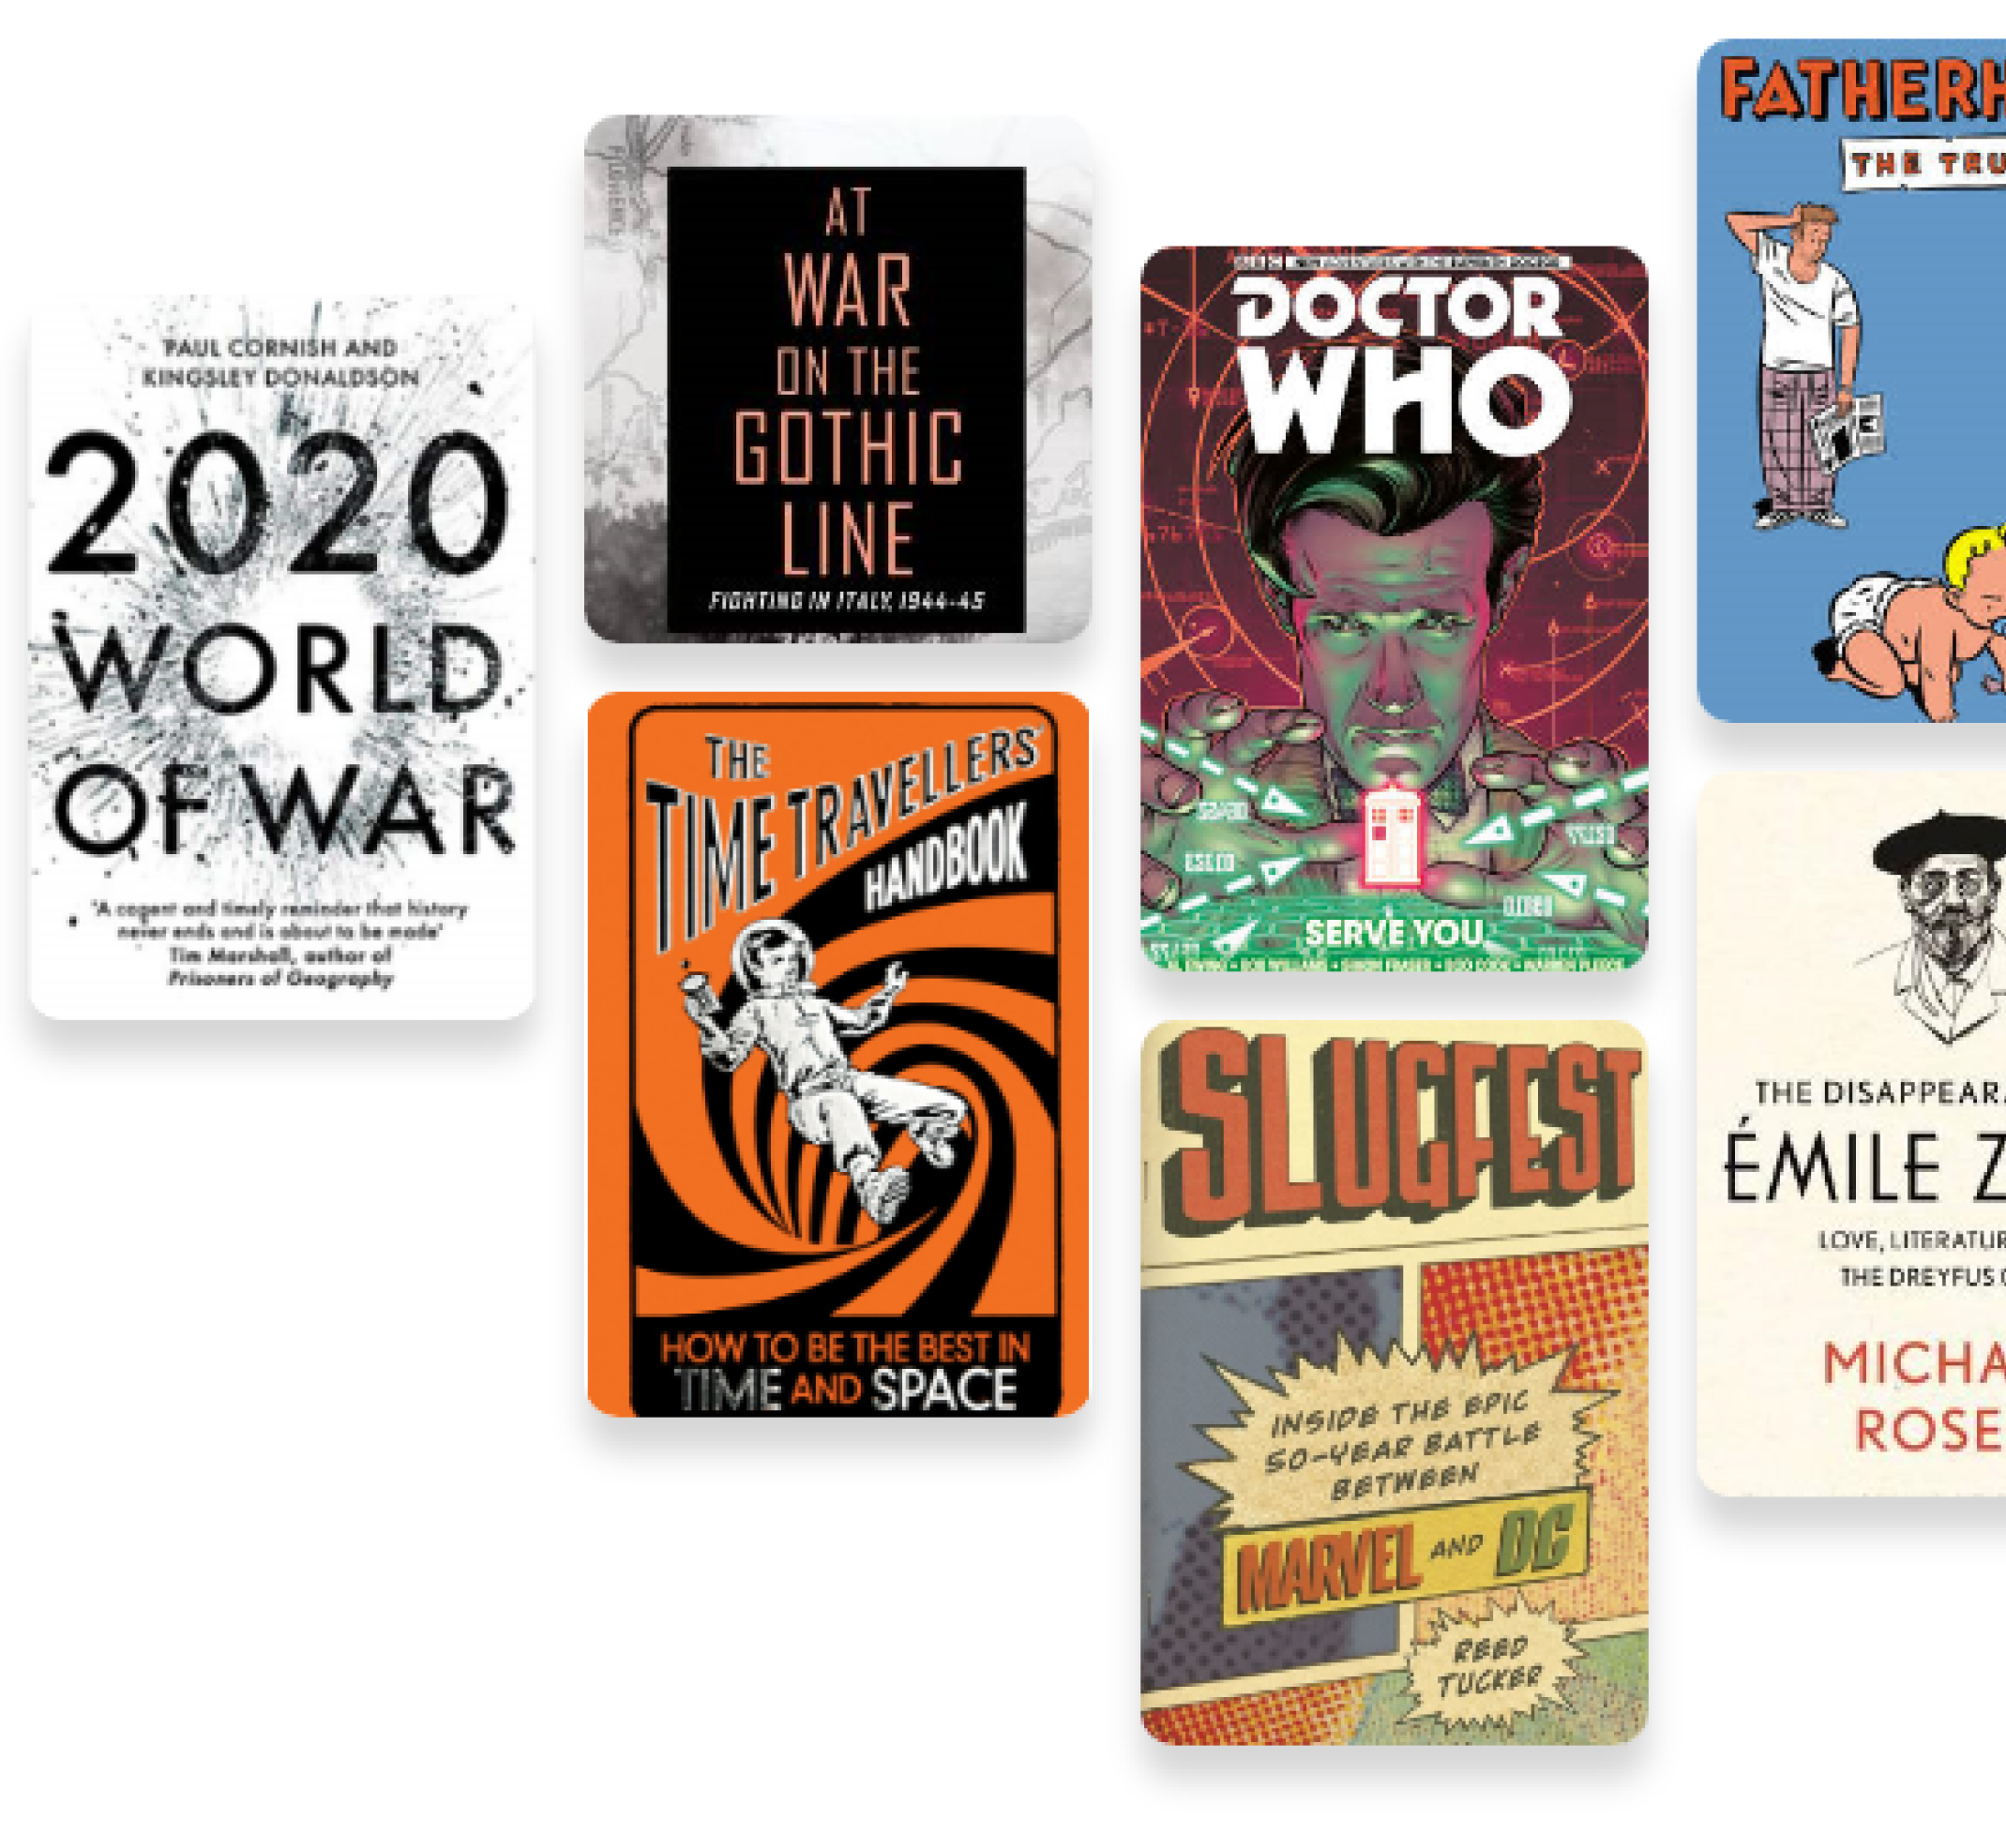 PAUL CORNISH AND
KINGSLEY DONALDSON
2020
WORLD
OF WAR
'A cogent and timely reminder that history
never ends and is about to be made'
Tim Marshall, author of
Prisoners of Geography
FLORENCE
AT
WAR
ON THE
GOTHIC
LINE
FIGHTING IN ITALY, 1944-45
THE
TIME TRAVELLERS'
HANDBOOK
HOW TO BE THE BEST IN
TIME AND SPACE
DOCTOR
WHO
SERVE YOU
SLUGFEST
INSIDE THE EPIC
50-YEAR BATTLE
BETWEEN
MARVEL AND DC
REED
TUCKER
FATHERH
THE TRU
THE DISAPPEAR
ÉMILE Z
LOVE, LITERATUR
THE DREYFUS
MICHA
ROSE